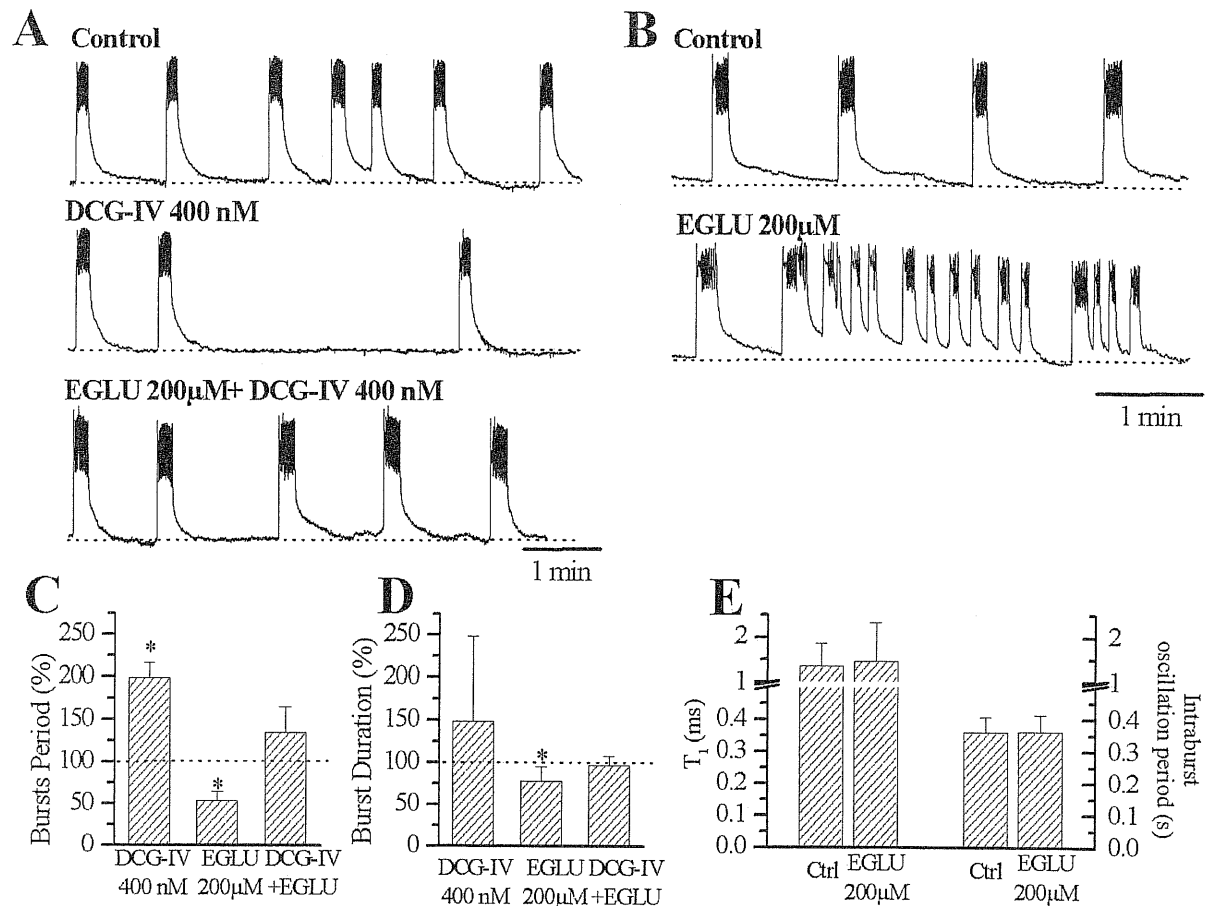 A
Control
DCG-IV 400 nM
EGLU 200μM+ DCG-IV 400 nM
1 min
B
Control
EGLU 200μM
1 min
C
Bursts Period (%)
250
200
150
100
50
0
*
*
DCG-IV EGLU DCG-IV
400 nM 200μM +EGLU
D
Burst Duration (%)
250
200
150
100
50
0
*
DCG-IV EGLU DCG-IV
400 nM 200μM +EGLU
E
T1 (ms)
2
1
0.4
0.3
0.2
0.1
0.0
Ctrl EGLU
200μM
Ctrl EGLU
200μM
2
1
0.4
0.3
0.2
0.1
0.0
Intraburst
oscillation period (s)